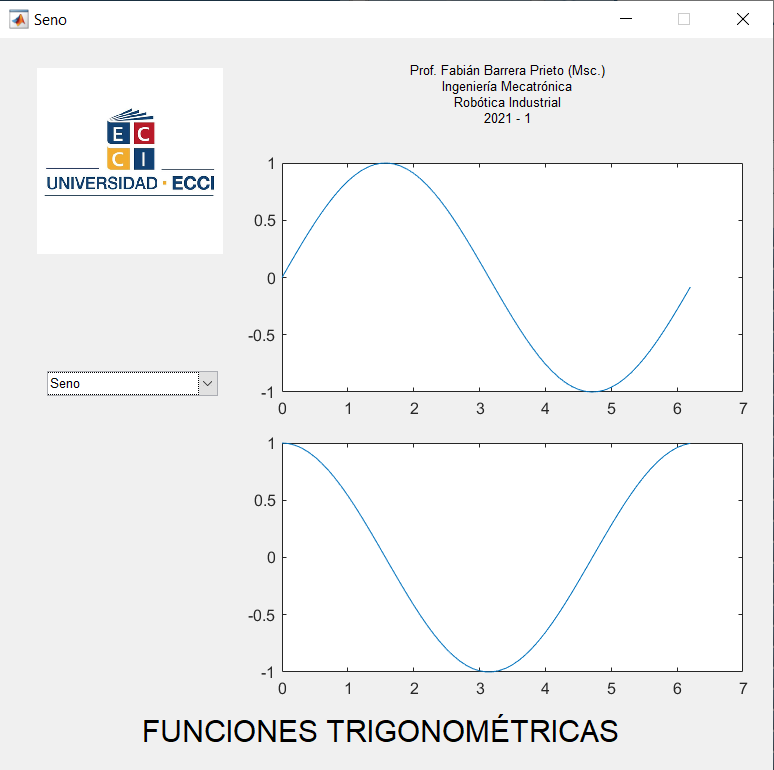 Seno
Prof. Fabián Barrera Prieto (Msc.)
Ingeniería Mecatrónica
Robótica Industrial
2021 - 1
E C
C I
UNIVERSIDAD · ECCI
1
0.5
0
-0.5
-1
0 1 2 3 4 5 6 7
Seno
1
0.5
0
-0.5
-1
0 1 2 3 4 5 6 7
FUNCIONES TRIGONOMÉTRICAS